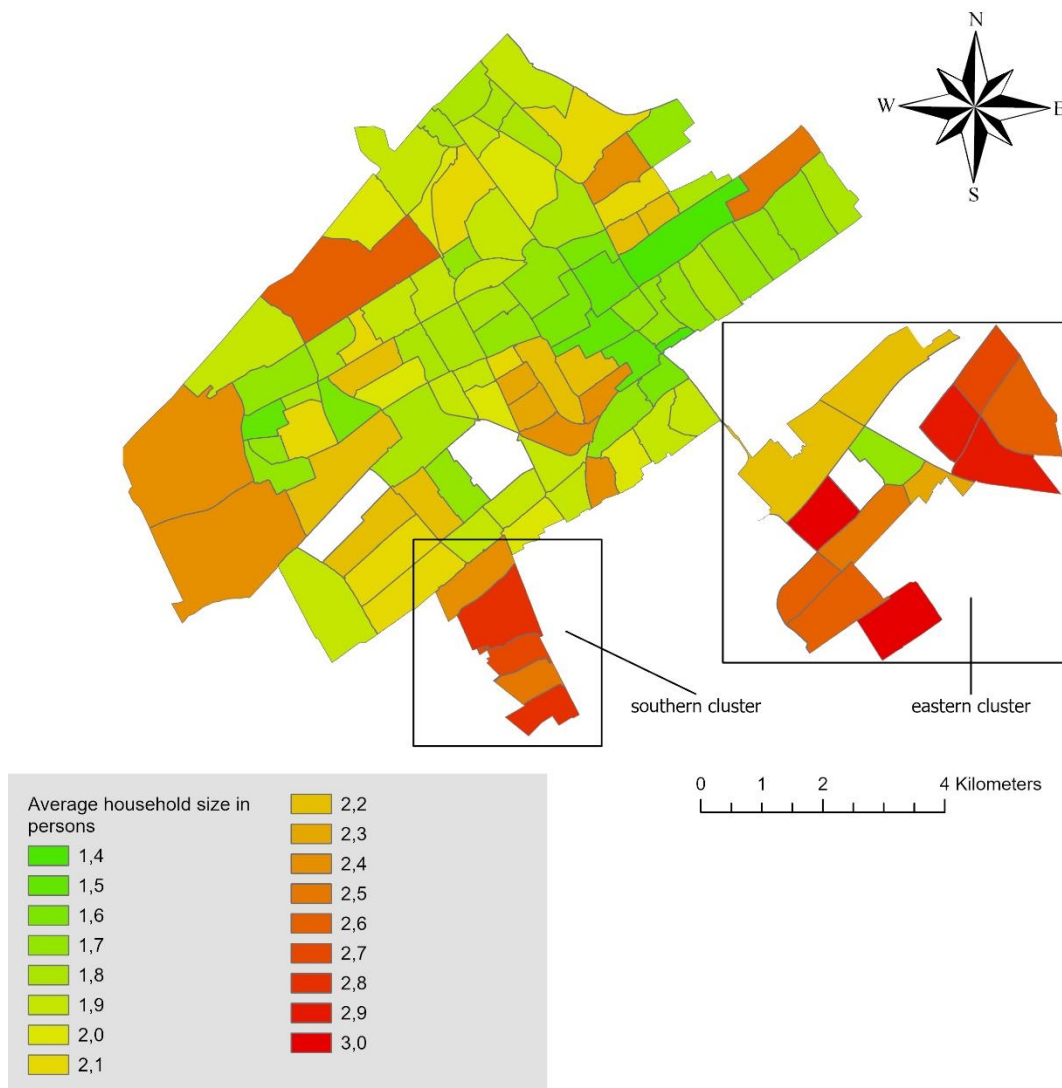 N
W
E
S
southern cluster
eastern cluster
0 1 2 4 Kilometers
Average household size in
persons
1,4
1,5
1,6
1,7
1,8
1,9
2,0
2,1
2,2
2,3
2,4
2,5
2,6
2,7
2,8
2,9
3,0